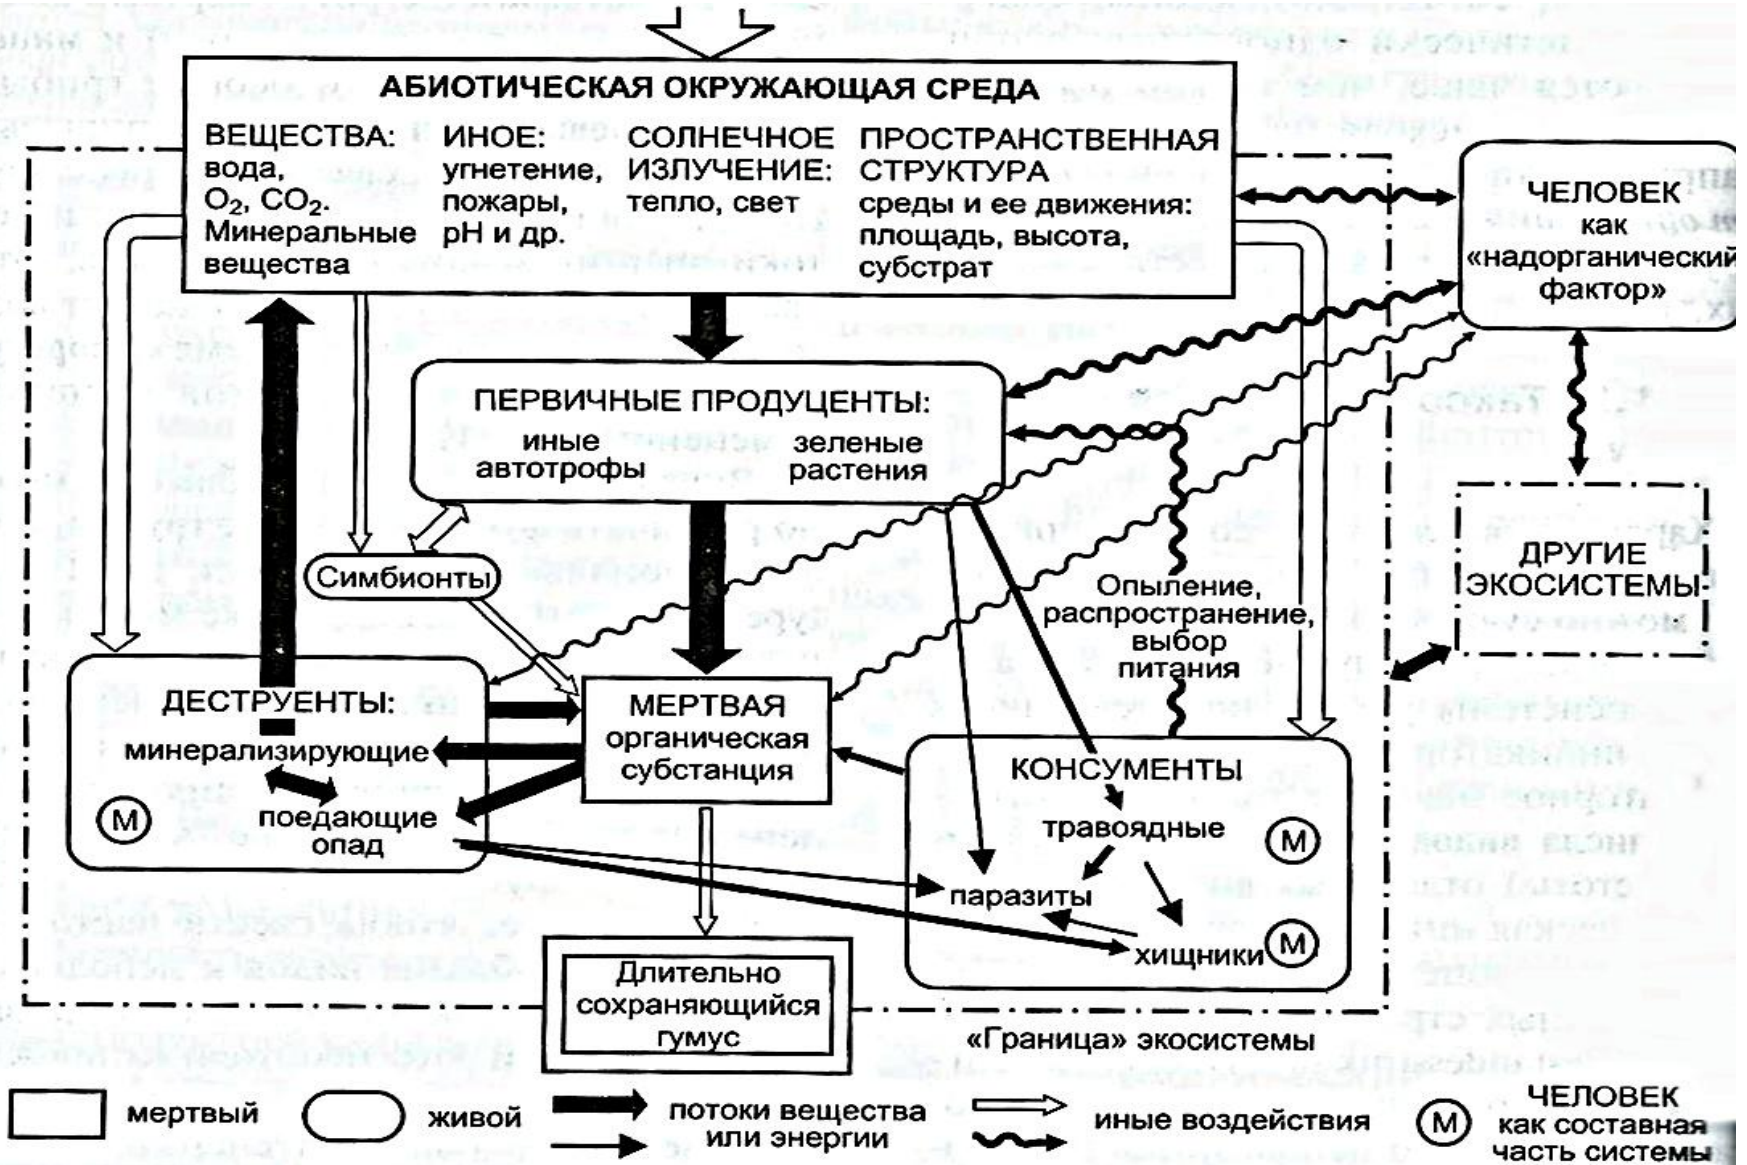 АБИОТИЧЕСКАЯ ОКРУЖАЮЩАЯ СРЕДА
ВЕЩЕСТВА:
вода,
O₂, CO₂.
Минеральные
вещества
ИНОЕ:
угнетение,
пожары,
pH и др.
СОЛНЕЧНОЕ
ИЗЛУЧЕНИЕ:
тепло, свет
ПРОСТРАНСТВЕННАЯ
СТРУКТУРА
среды и ее движения:
площадь, высота,
субстрат
ЧЕЛОВЕК
как
«надорганический
фактор»
ПЕРВИЧНЫЕ ПРОДУЦЕНТЫ:
иные
автотрофы
зеленые
растения
Симбионты
Опыление,
распространение,
выбор
питания
ДРУГИЕ
ЭКОСИСТЕМЫ
ДЕСТРУЕНТЫ:
минерализирующие
поедающие
опад
М
МЕРТВАЯ
органическая
субстанция
КОНСУМЕНТЫ
травоядные
М
паразиты
хищники
М
Длительно
сохраняющийся
гумус
«Граница» экосистемы
мертвый
живой
потоки вещества
или энергии
иные воздействия
М
ЧЕЛОВЕК
как составная
часть системы